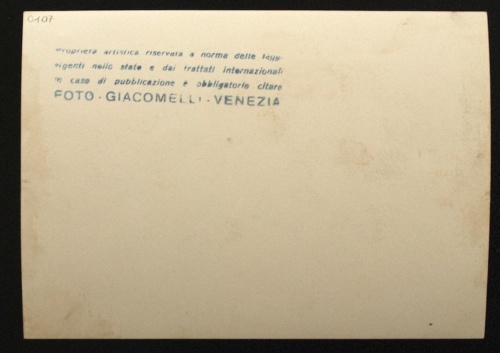 C107
proprietà artistica riservata a norma delle leggi
vigenti nello stato e dai trattati internazionali
in caso di pubblicazione è obbligatorio citare
FOTO - GIACOMELLI - VENEZIA